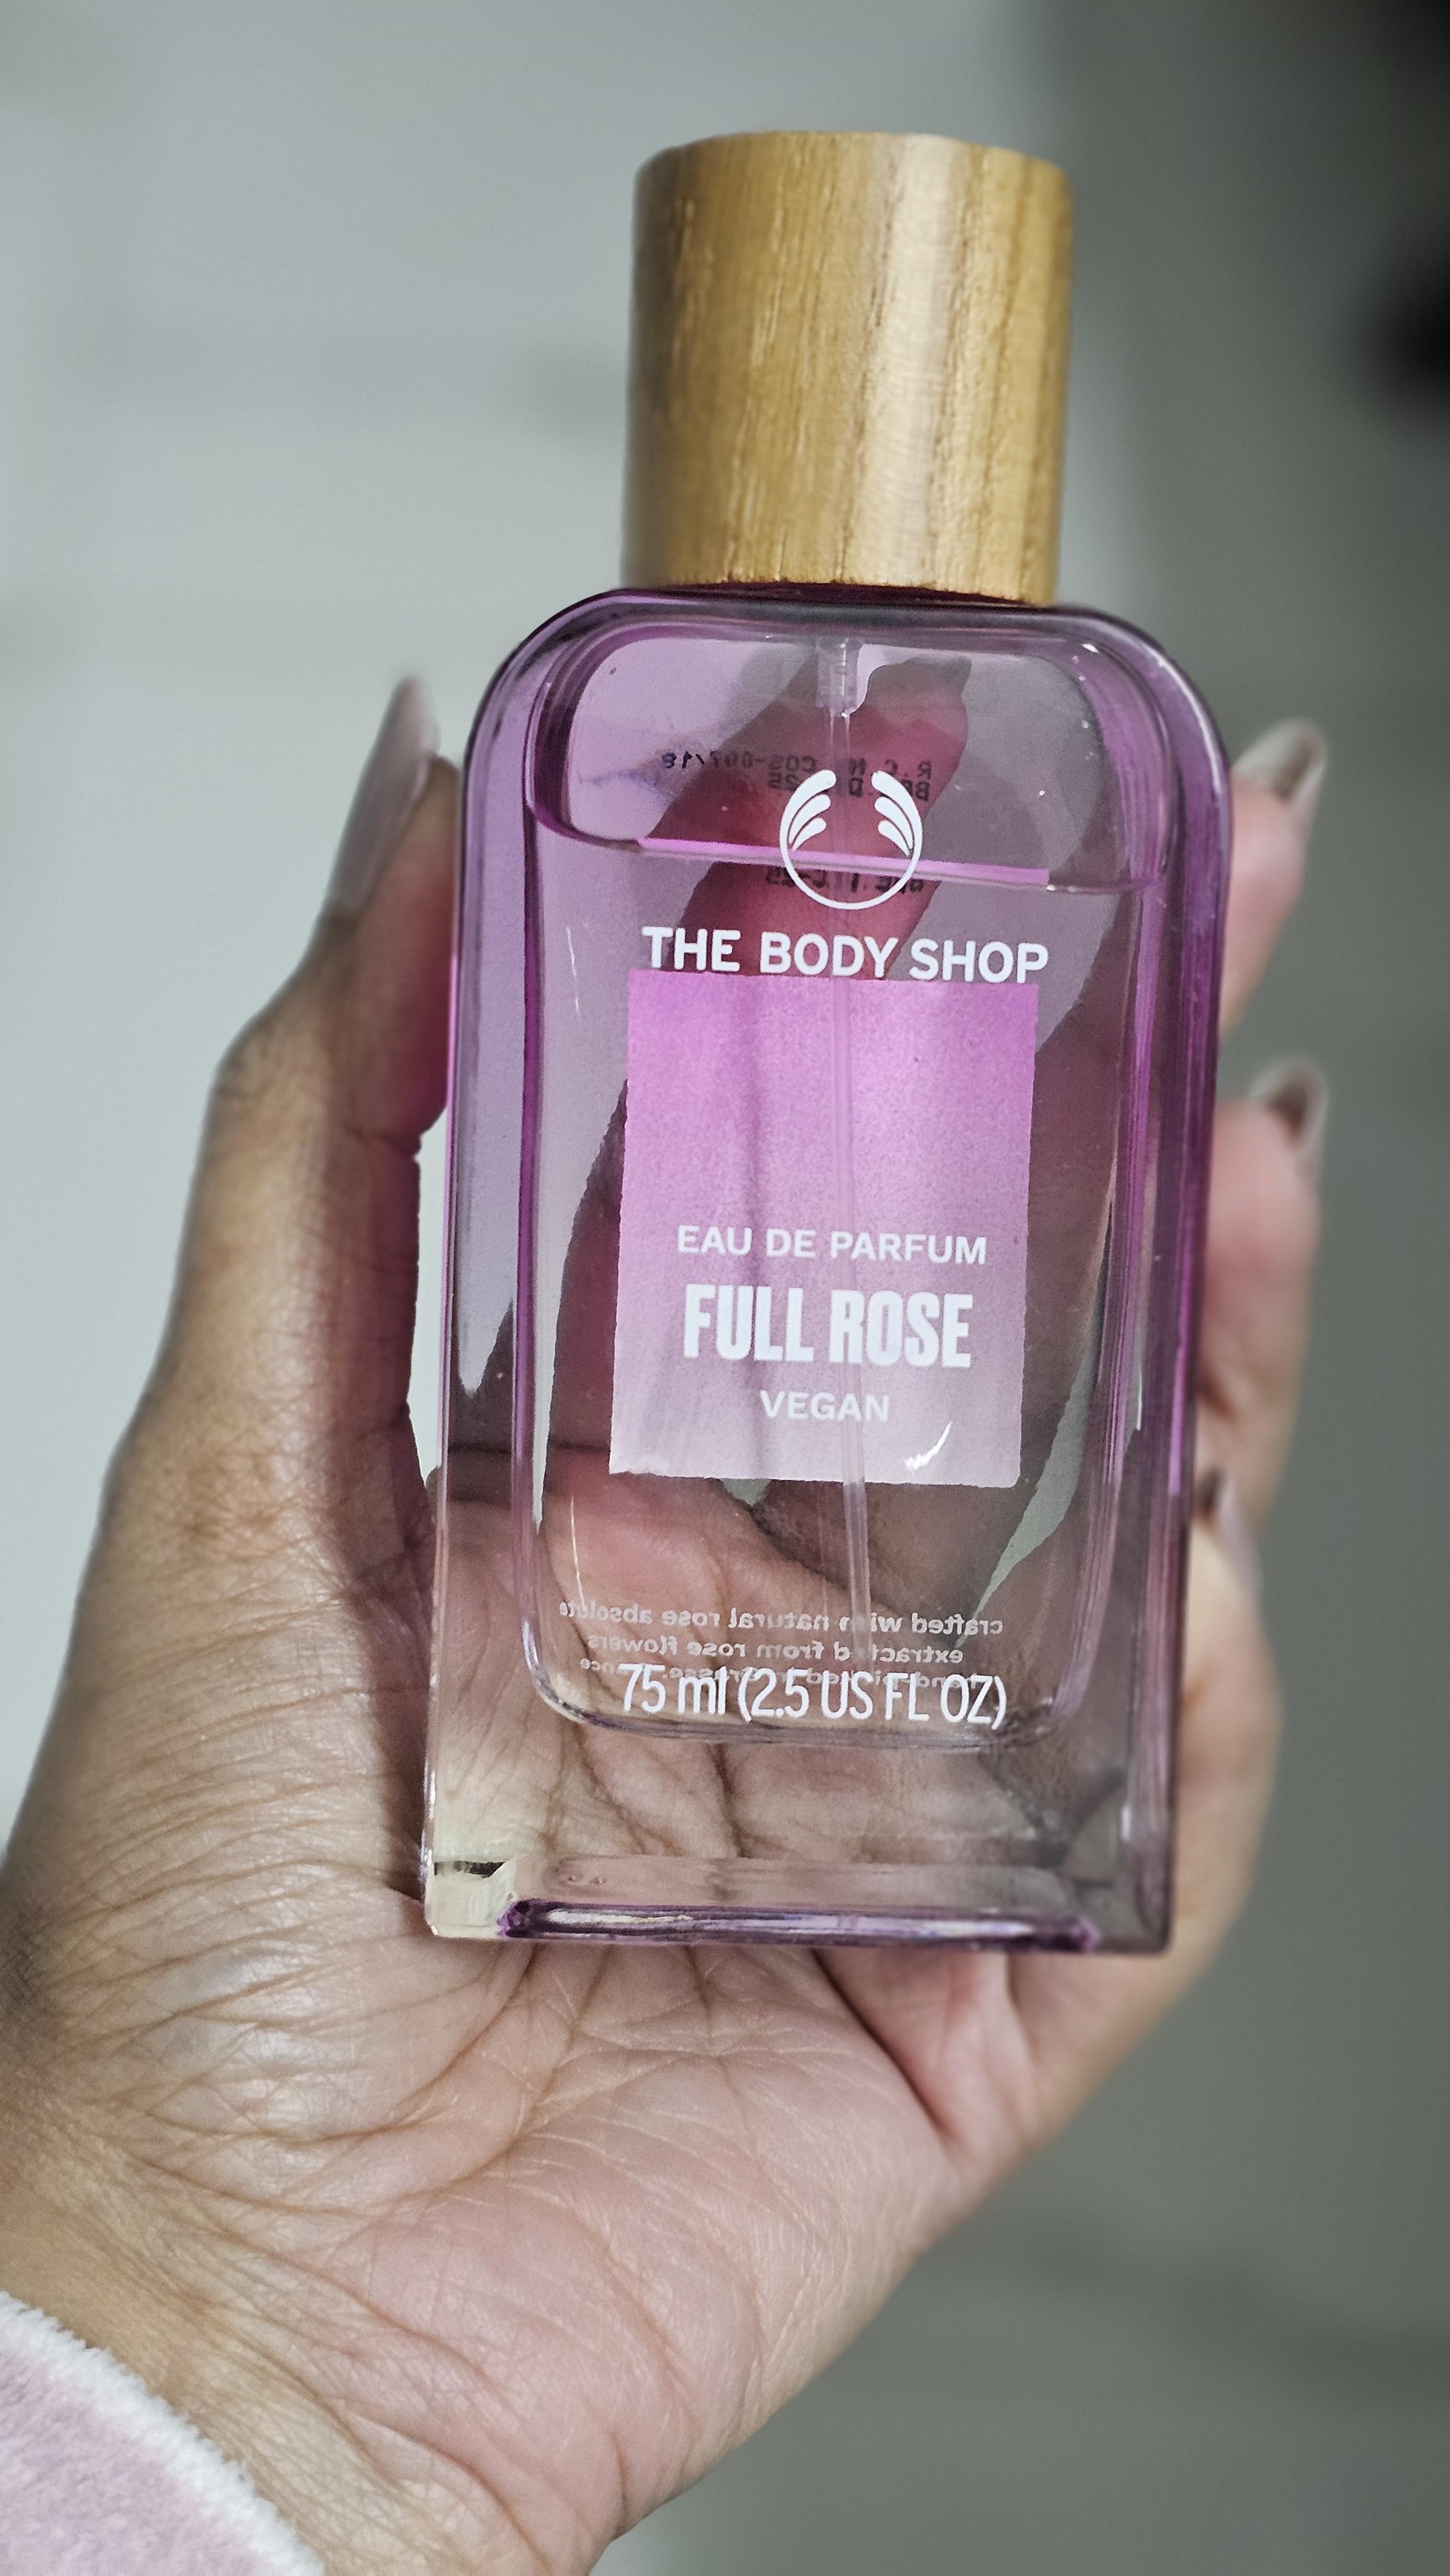 THE BODY SHOP
EAU DE PARFUM
FULL ROSE
VEGAN
crafted with natural rose absolute
extracted from rose flowers
75 ml (2.5 US FL OZ)